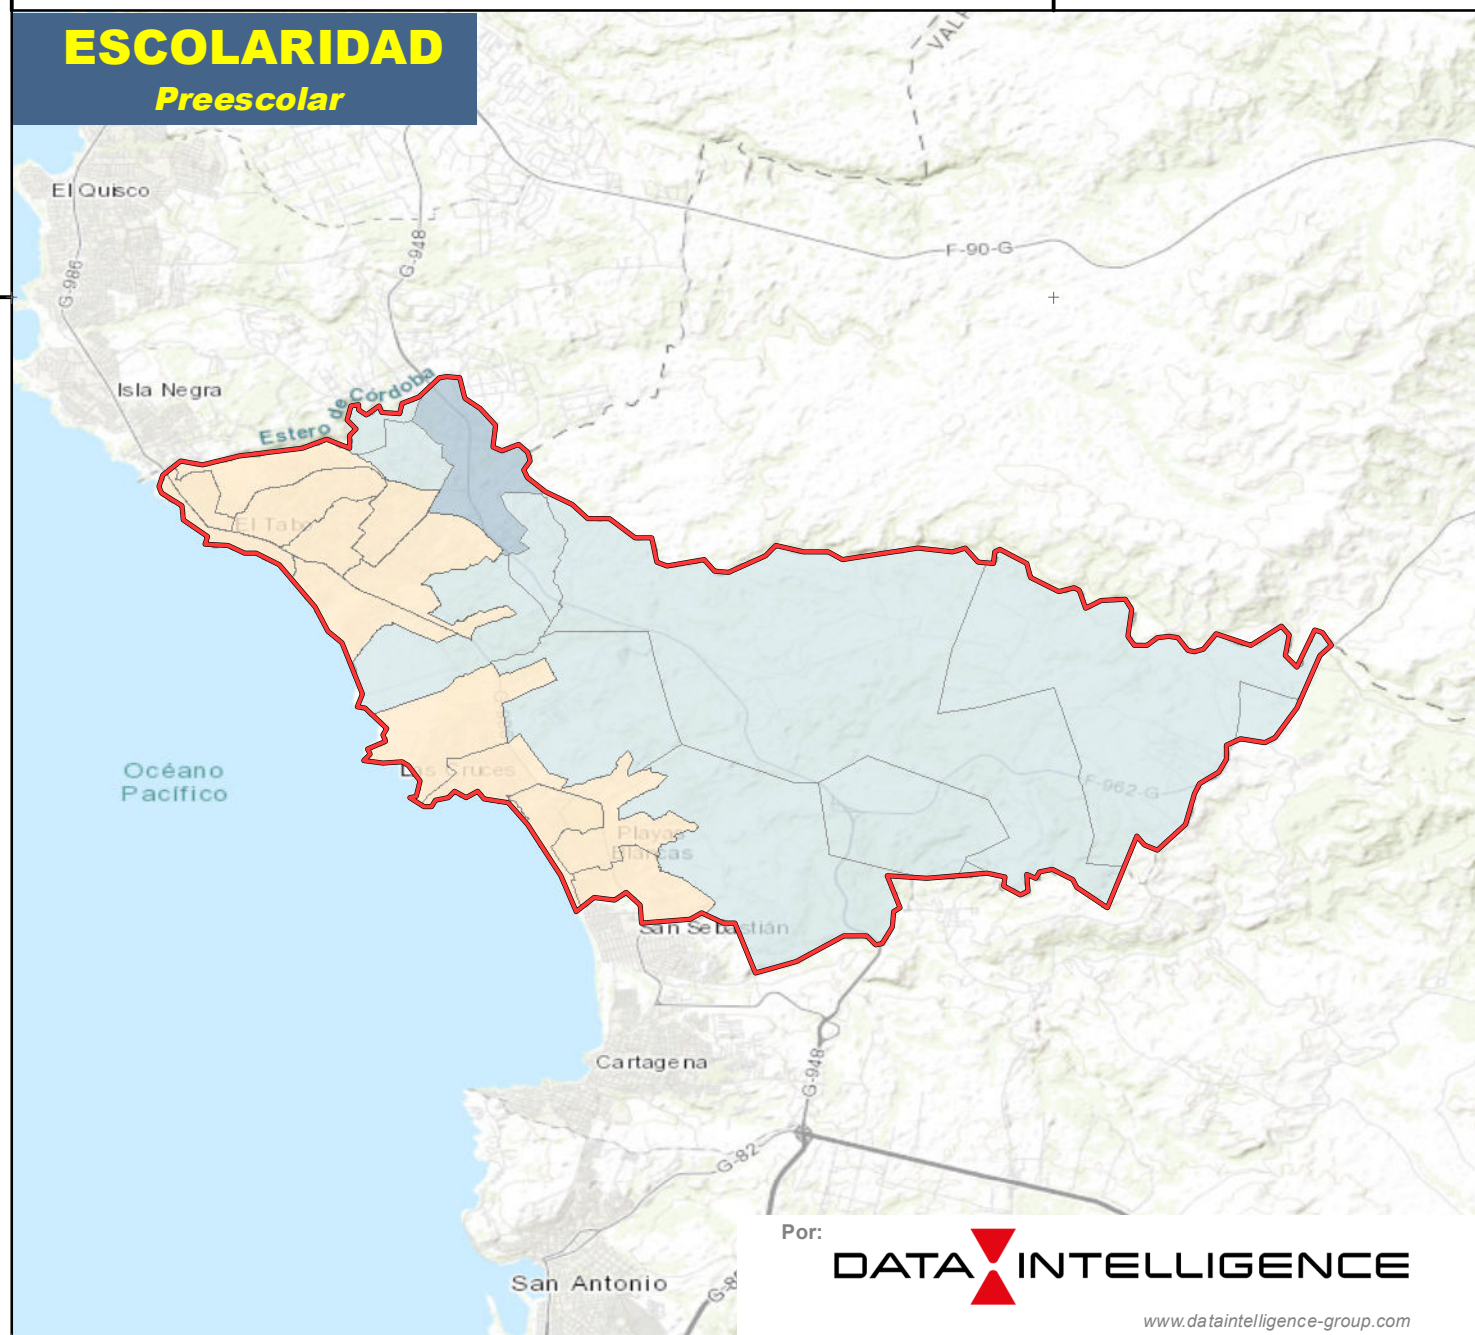 ESCOLARIDAD
Preescolar
El Quisco
G-986
G-948
F-90-G
Isla Negra
Estero de Córdoba
El Tabo
Océano
Pacífico
Las Cruces
F-962-G
Playas
Blancas
San Sebastián
Cartagena
G-948
G-82
San Antonio
Por:
DATA INTELLIGENCE
www.dataintelligence-group.com